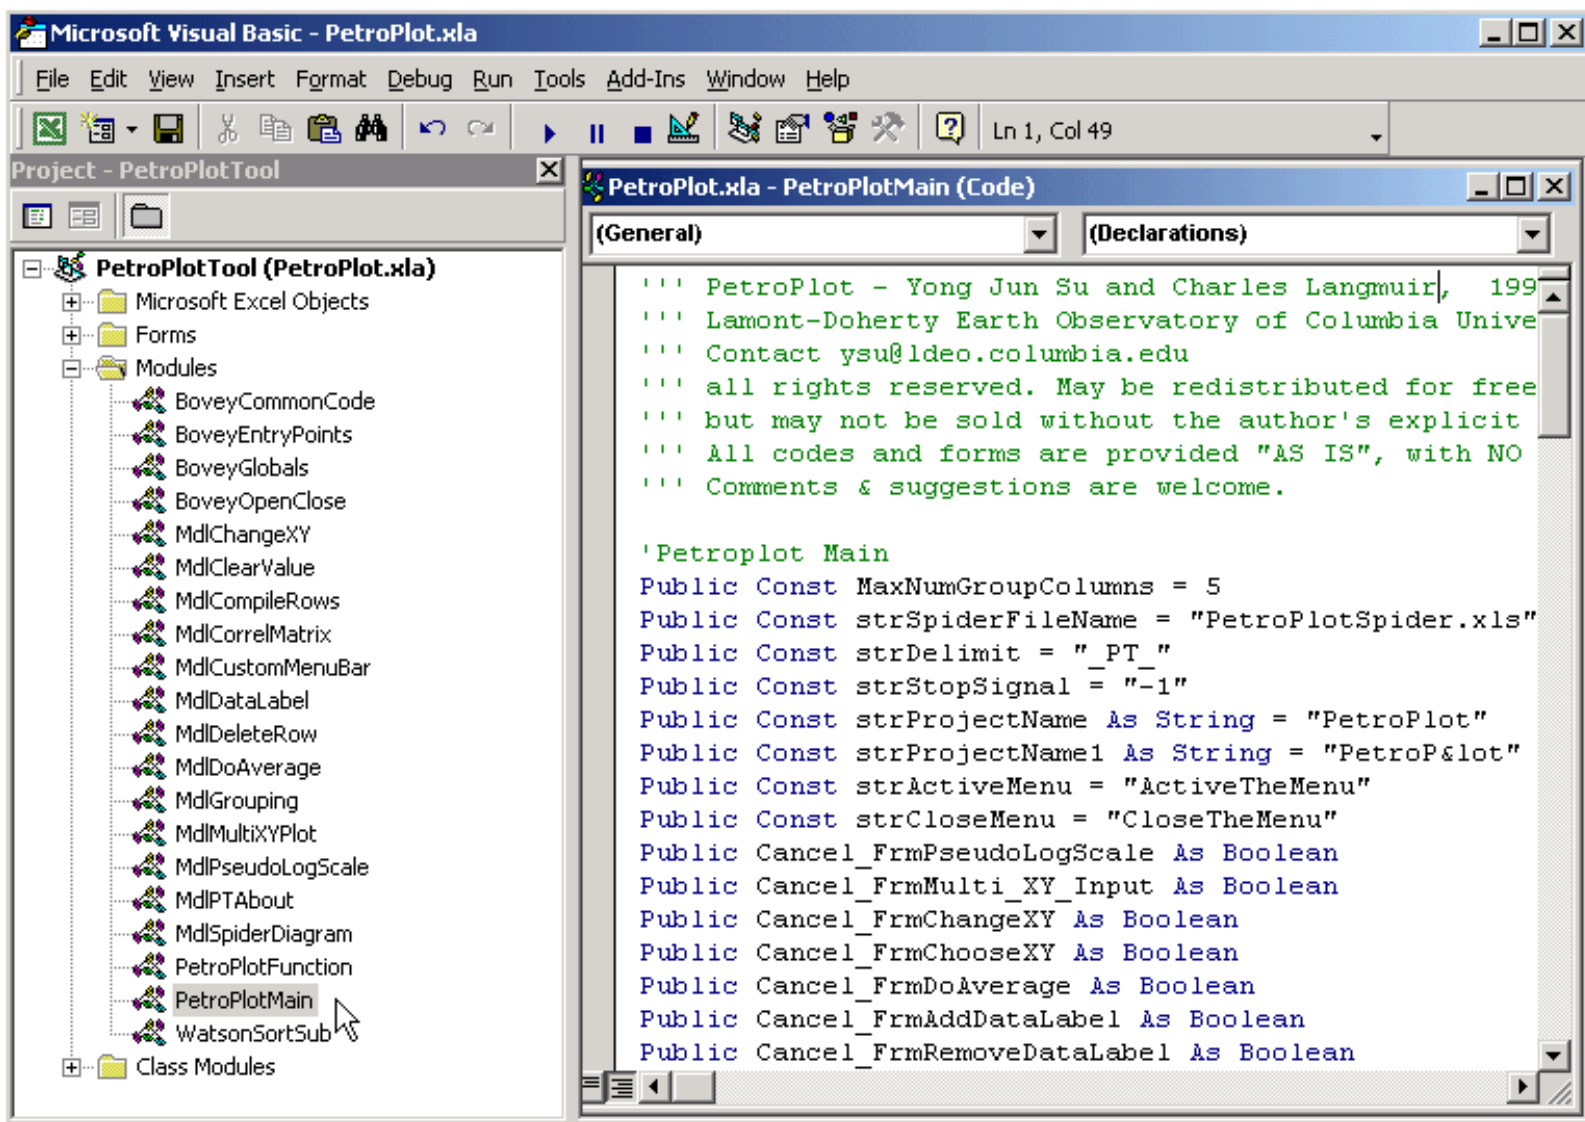 Microsoft Visual Basic - PetroPlot.xla
File Edit View Insert Format Debug Run Tools Add-Ins Window Help
Ln 1, Col 49
Project - PetroPlotTool
PetroPlotTool (PetroPlot.xla)
Microsoft Excel Objects
Forms
Modules
BoveyCommonCode
BoveyEntryPoints
BoveyGlobals
BoveyOpenClose
MdlChangeXY
MdlClearValue
MdlCompileRows
MdlCorrelMatrix
MdlCustomMenuBar
MdlDataLabel
MdlDeleteRow
MdlDoAverage
MdlGrouping
MdlMultiXYPlot
MdlPseudoLogScale
MdlPTAbout
MdlSpiderDiagram
PetroPlotFunction
PetroPlotMain
WatsonSortSub
Class Modules
PetroPlot.xla - PetroPlotMain (Code)
(General) (Declarations)
''' PetroPlot - Yong Jun Su and Charles Langmuir, 199
''' Lamont-Doherty Earth Observatory of Columbia Unive
''' Contact ysu@ldeo.columbia.edu
''' all rights reserved. May be redistributed for free
''' but may not be sold without the author's explicit
''' All codes and forms are provided "AS IS", with NO
''' Comments & suggestions are welcome.
'Petroplot Main
Public Const MaxNumGroupColumns = 5
Public Const strSpiderFileName = "PetroPlotSpider.xls"
Public Const strDelimit = "_PT_"
Public Const strStopSignal = "-1"
Public Const strProjectName As String = "PetroPlot"
Public Const strProjectName1 As String = "PetroP&lot"
Public Const strActiveMenu = "ActiveTheMenu"
Public Const strCloseMenu = "CloseTheMenu"
Public Cancel_FrmPseudoLogScale As Boolean
Public Cancel_FrmMulti_XY_Input As Boolean
Public Cancel_FrmChangeXY As Boolean
Public Cancel_FrmChooseXY As Boolean
Public Cancel_FrmDoAverage As Boolean
Public Cancel_FrmAddDataLabel As Boolean
Public Cancel_FrmRemoveDataLabel As Boolean